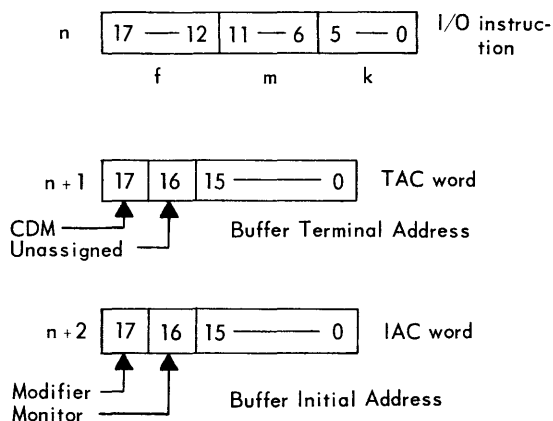 n 17 — 12 11 — 6 5 — 0 I/O instruc-
tion
f m k
n + 1 17 16 15 — 0 TAC word
CDM
Unassigned
Buffer Terminal Address
n+2 17 16 15 — 0 IAC word
Modifier
Monitor
Buffer Initial Address